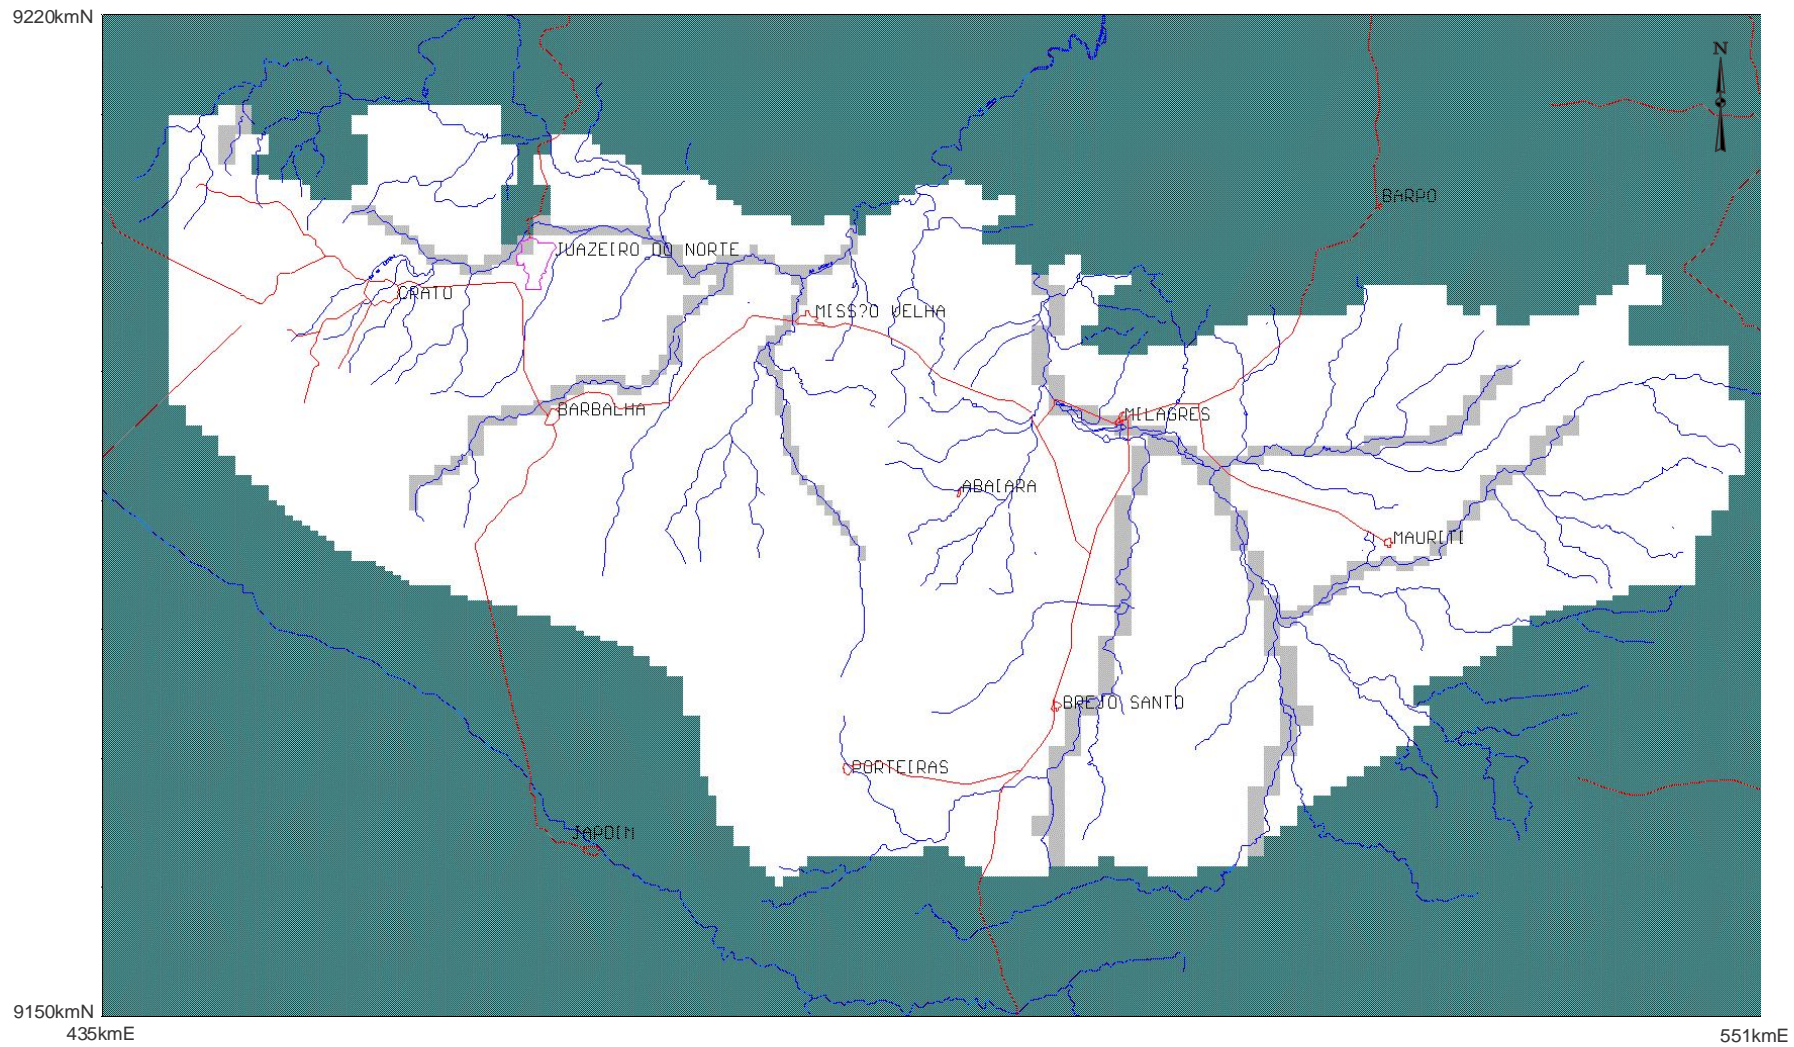 9220kmN
N
BARRO
JUAZEIRO DO NORTE
CRATO
MISS?O VELHA
BARBALHA
MILAGRES
ABAIARA
MAURITI
BREJO SANTO
PORTEIRAS
JARDIM
9150kmN
435kmE
551kmE